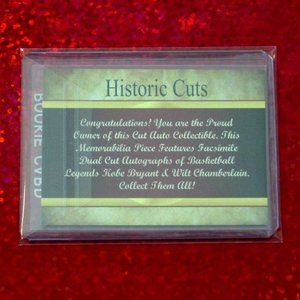 Historic Cuts
Congratulations! You are the Proud
Owner of this Cut Auto Collectible. This
Memorabilia Piece Features Facsimile
Dual Cut Autographs of Basketball
Legends Kobe Bryant & Wilt Chamberlain.
Collect Them All!
ROOKIE CARD